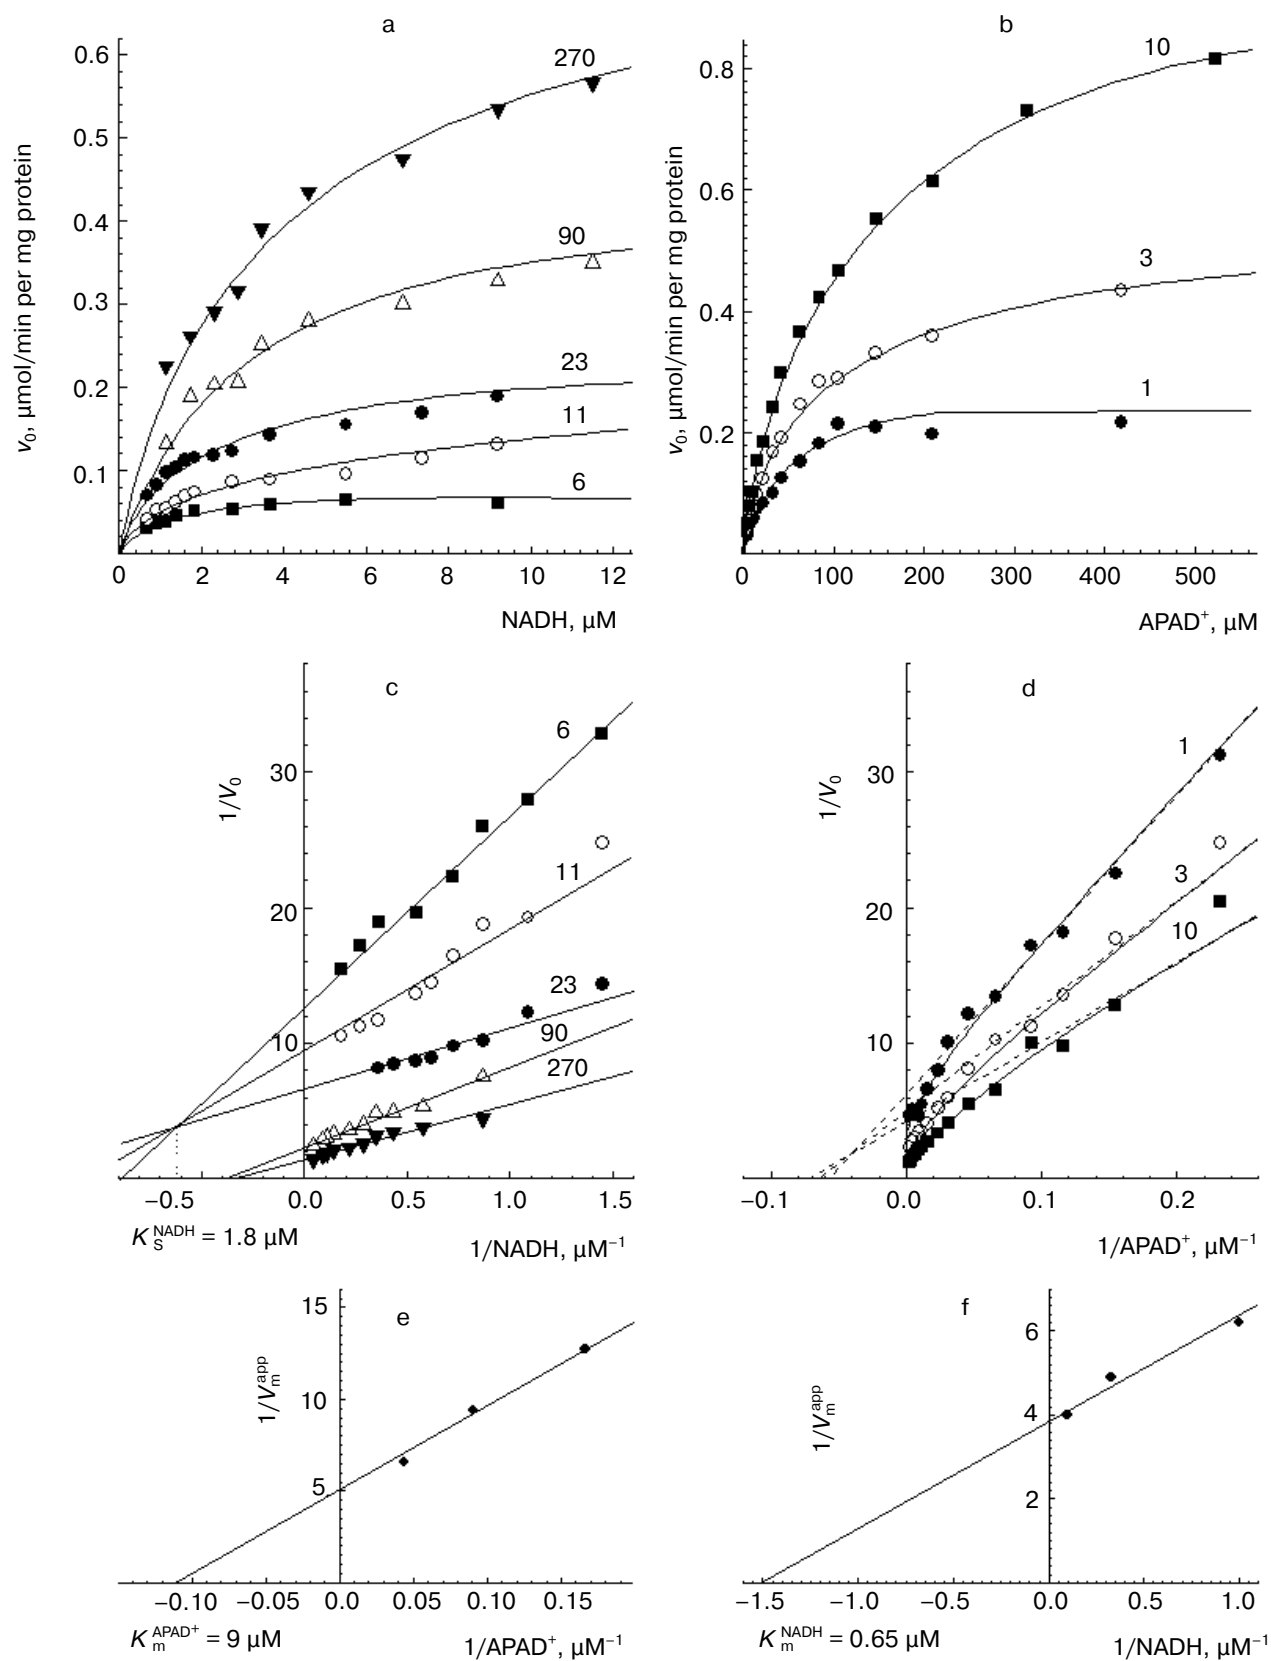 a
v₀, μmol/min per mg protein
0.6
0.5
0.4
0.3
0.2
0.1
270
90
23
11
6
0 2 4 6 8 10 12
NADH, μM
b
v₀, μmol/min per mg protein
0.8
0.6
0.4
0.2
10
3
1
0 100 200 300 400 500
APAD⁺, μM
c
1/V₀
30
20
10
6
11
23
90
270
−0.5 0.0 0.5 1.0 1.5
K_S^NADH = 1.8 μM
1/NADH, μM⁻¹
d
1/V₀
30
20
10
1
3
10
−0.1 0.0 0.1 0.2
1/APAD⁺, μM⁻¹
e
1/V_m^app
15
10
5
−0.10 −0.05 0.0 0.05 0.10 0.15
K_m^APAD⁺ = 9 μM
1/APAD⁺, μM⁻¹
f
1/V_m^app
6
4
2
−1.5 −1.0 −0.5 0.0 0.5 1.0
K_m^NADH = 0.65 μM
1/NADH, μM⁻¹